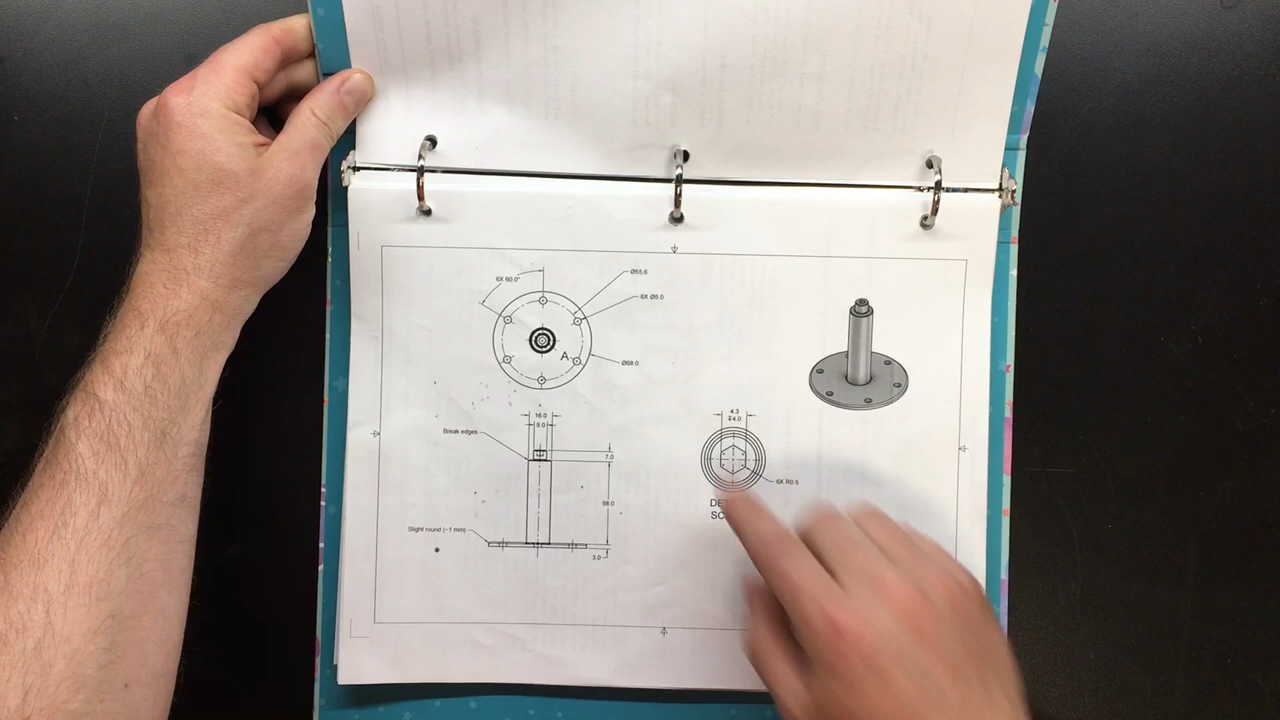 6X 60.0°
Ø55.6
6X Ø5.0
A
Ø68.0
16.0
9.0
Break edges
7.0
58.0
Slight round (~1 mm)
3.0
4.3
↧4.0
6X R0.5